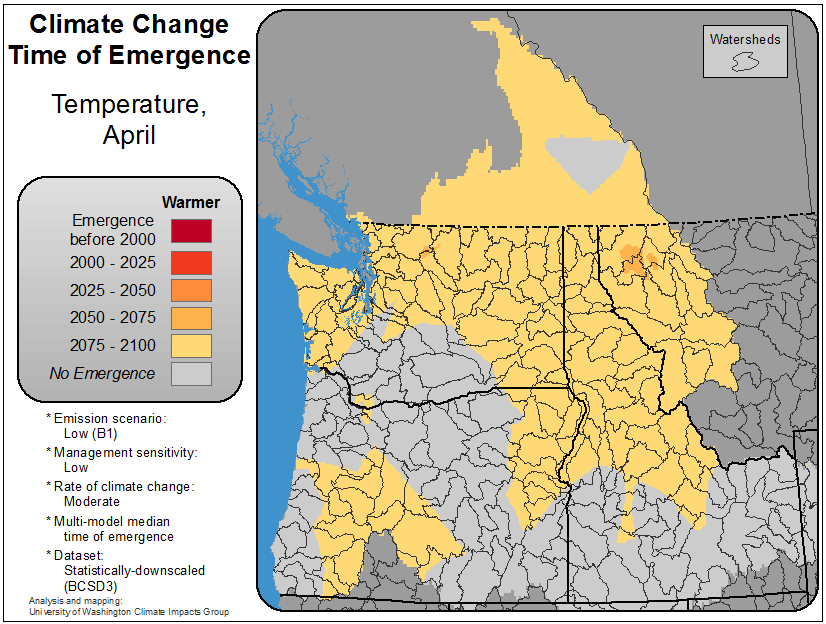 Climate Change
Time of Emergence
Temperature,
April
Warmer
Emergence
before 2000
2000 - 2025
2025 - 2050
2050 - 2075
2075 - 2100
No Emergence
* Emission scenario:
Low (B1)
* Management sensitivity:
Low
* Rate of climate change:
Moderate
* Multi-model median
time of emergence
* Dataset:
Statistically-downscaled
(BCSD3)
Analysis and mapping:
University of Washington Climate Impacts Group
Watersheds